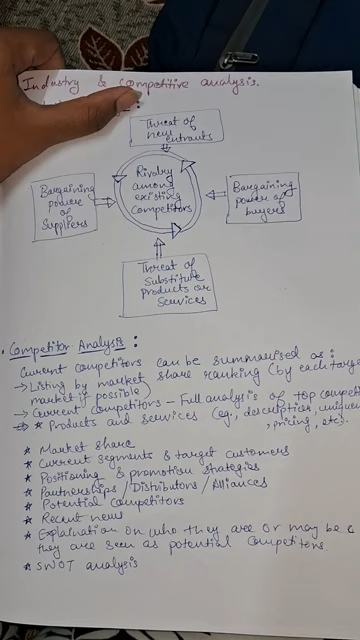 Industry & competitive analysis.
Threat of
new
entrants
Bargaining
power
of
suppliers
Rivalry
among
existing
competitors
Bargaining
power of
buyers
Threat of
Substitute
products or
services
Competitor Analysis :
Current competitors can be summarised as :
→ Listing by market share ranking (by each target
market if possible)
→ Current competitors - Full analysis of top competi
* Products and services (eg., description, unique
, pricing, etc).
* Market share
* Current segments & target customers
* Positioning & promotion strategies
* Partnerships / Distributors / Alliances
* Potential competitors
* Recent news
* Explaination on who they are or may be &
they are seen as potential competitors.
* SWOT analysis